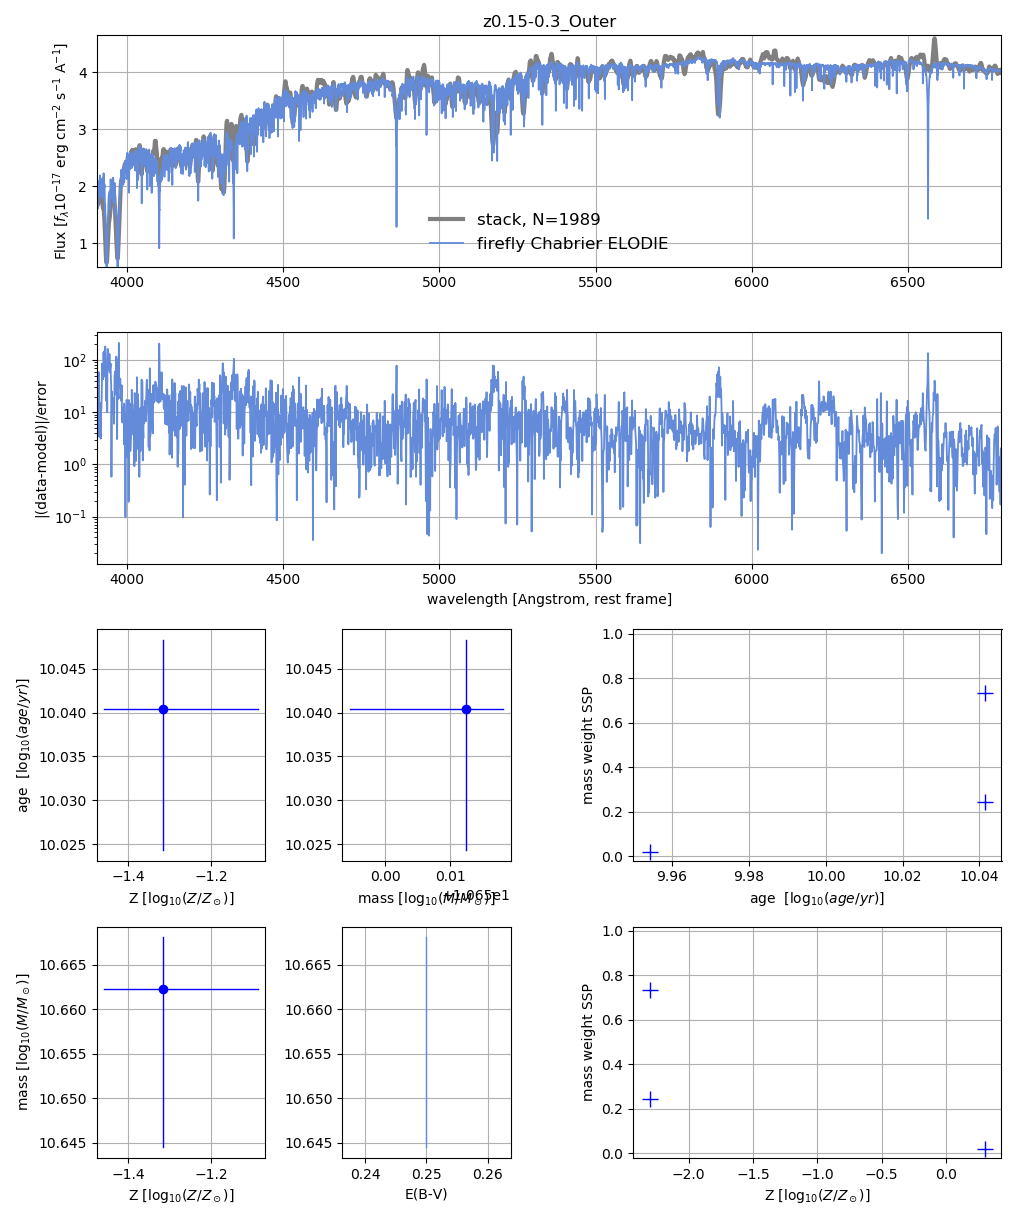 z0.15-0.3_Outer
Flux [f_λ10^−17 erg cm^−2 s^−1 A^−1]
4
3
2
1
stack, N=1989
firefly Chabrier ELODIE
4000 4500 5000 5500 6000 6500
|(data-model)|/error
10^2
10^1
10^0
10^−1
4000 4500 5000 5500 6000 6500
wavelength [Angstrom, rest frame]
age [log10(age/yr)]
10.045
10.040
10.035
10.030
10.025
−1.4 −1.2
Z [log10(Z/Z⊙)]
10.045
10.040
10.035
10.030
10.025
0.00 0.01
+1.065e1
mass [log10(M/M⊙)]
mass weight SSP
1.0
0.8
0.6
0.4
0.2
0.0
9.96 9.98 10.00 10.02 10.04
age [log10(age/yr)]
mass [log10(M/M⊙)]
10.665
10.660
10.655
10.650
10.645
−1.4 −1.2
Z [log10(Z/Z⊙)]
10.665
10.660
10.655
10.650
10.645
0.24 0.25 0.26
E(B-V)
mass weight SSP
1.0
0.8
0.6
0.4
0.2
0.0
−2.0 −1.5 −1.0 −0.5 0.0
Z [log10(Z/Z⊙)]